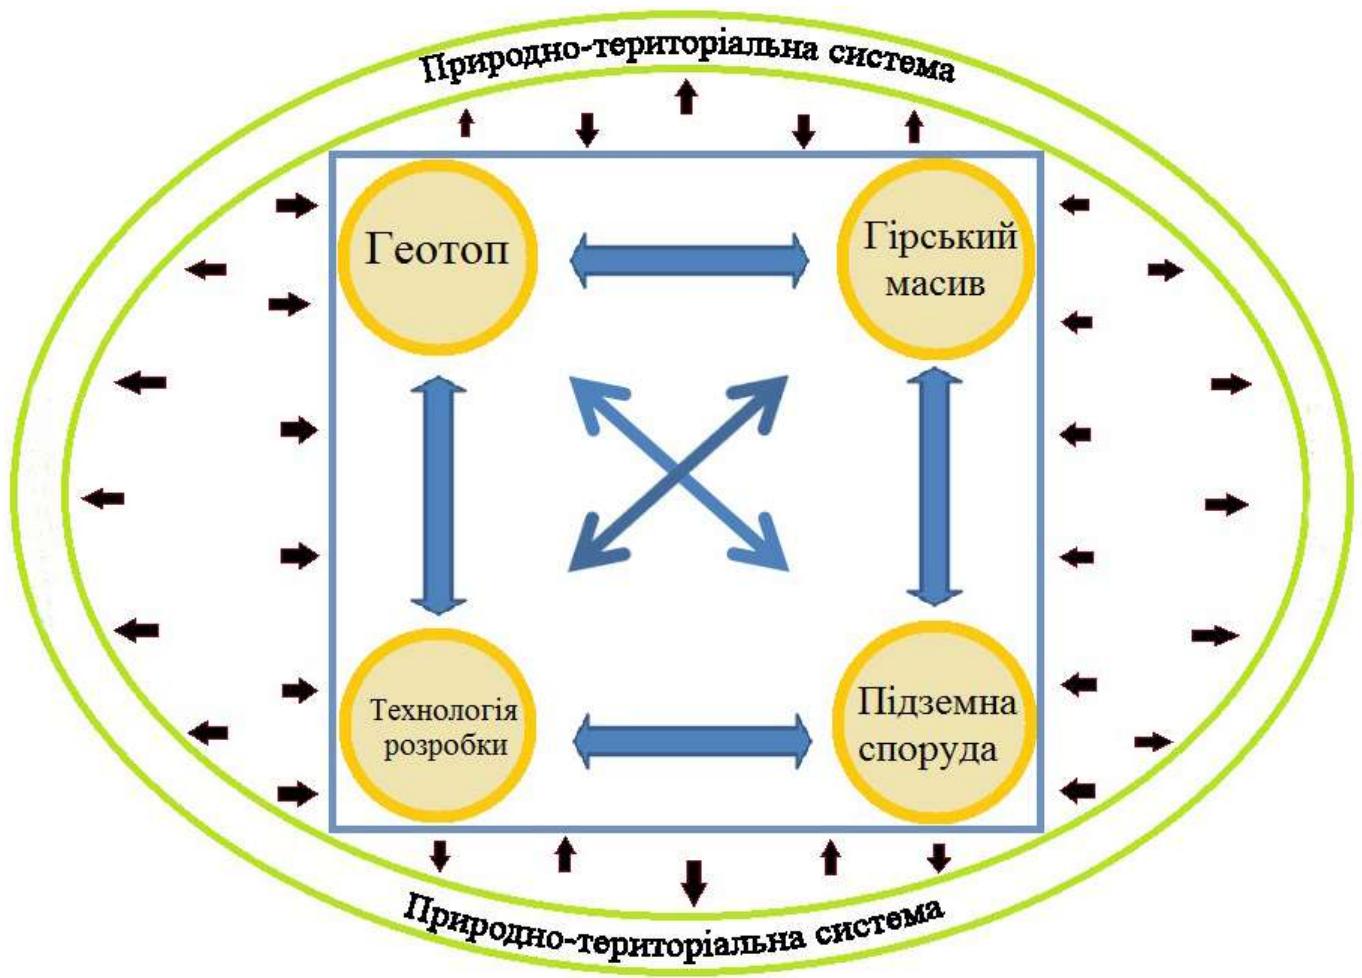 Природно-територіальна система
Геотоп
Гірський
масив
Технологія
розробки
Підземна
споруда
Природно-територіальна система